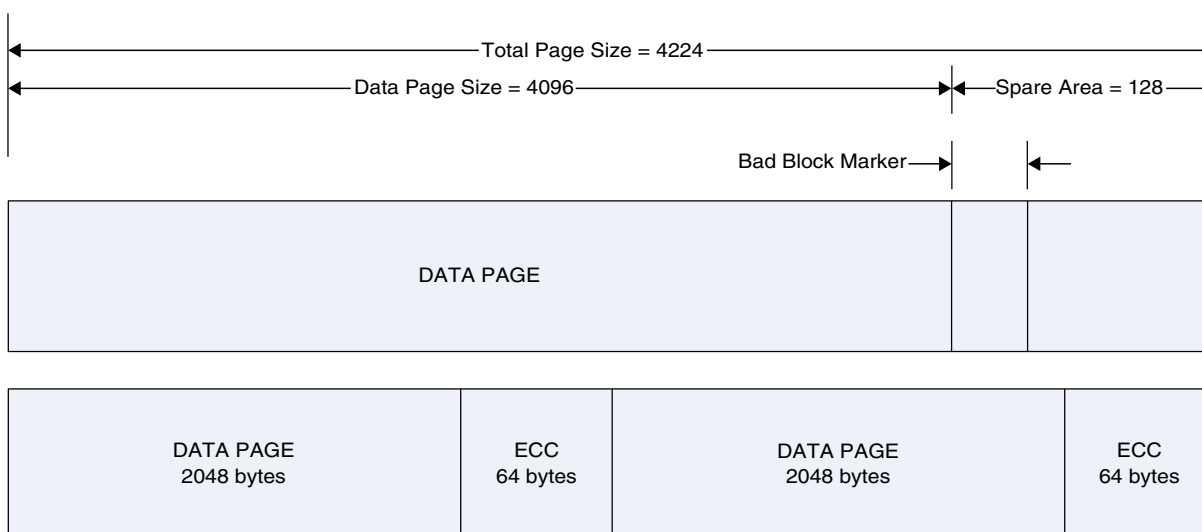 Total Page Size = 4224
Data Page Size = 4096
Spare Area = 128
Bad Block Marker
DATA PAGE
DATA PAGE
2048 bytes
ECC
64 bytes
DATA PAGE
2048 bytes
ECC
64 bytes